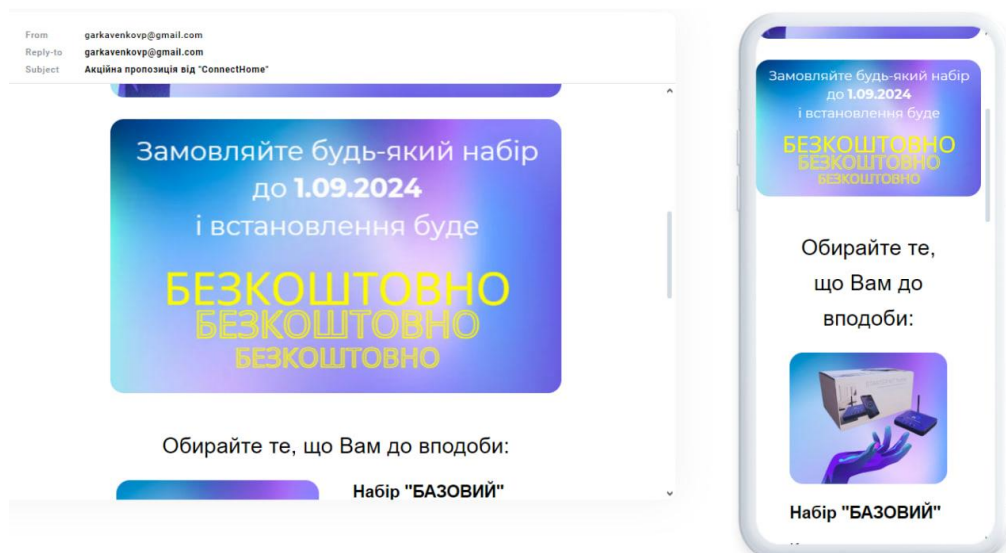 From garkavenkovp@gmail.com
Reply-to garkavenkovp@gmail.com
Subject Акційна пропозиція від "ConnectHome"
Замовляйте будь-який набір
до 1.09.2024
і встановлення буде
БЕЗКОШТОВНО
БЕЗКОШТОВНО
БЕЗКОШТОВНО
Обирайте те, що Вам до вподоби:
Набір "БАЗОВИЙ"
Замовляйте будь-який набір
до 1.09.2024
і встановлення буде
БЕЗКОШТОВНО
БЕЗКОШТОВНО
БЕЗКОШТОВНО
Обирайте те,
що Вам до
вподоби:
Набір "БАЗОВИЙ"